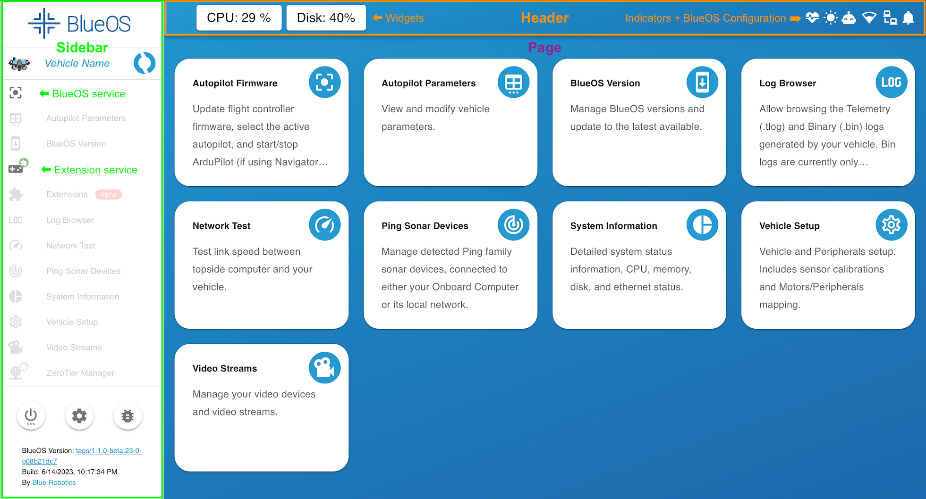 BlueOS
Sidebar
Vehicle Name
BlueOS service
Autopilot Parameters
BlueOS Version
Extension service
Extensions Alpha
LOG Log Browser
Network Test
Ping Sonar Devices
System Information
Vehicle Setup
Video Streams
ZeroTier Manager
BlueOS Version: tags/1.1.0-beta.23-0-
g08b21dc7
Build: 6/14/2023, 10:17:34 PM
By Blue Robotics
CPU: 29 % Disk: 40% Widgets Header Indicators + BlueOS Configuration
Page
Autopilot Firmware
Update flight controller
firmware, select the active
autopilot, and start/stop
ArduPilot (if using Navigator…
Autopilot Parameters
View and modify vehicle
parameters.
BlueOS Version
Manage BlueOS versions and
update to the latest available.
Log Browser LOG
Allow browsing the Telemetry
(.tlog) and Binary (.bin) logs
generated by your vehicle. Bin
logs are currently only…
Network Test
Test link speed between
topside computer and your
vehicle.
Ping Sonar Devices
Manage detected Ping family
sonar devices, connected to
either your Onboard Computer
or its local network.
System Information
Detailed system status
information, CPU, memory,
disk, and ethernet status.
Vehicle Setup
Vehicle and Peripherals setup.
Includes sensor calibrations
and Motors/Peripherals
mapping.
Video Streams
Manage your video devices
and video streams.